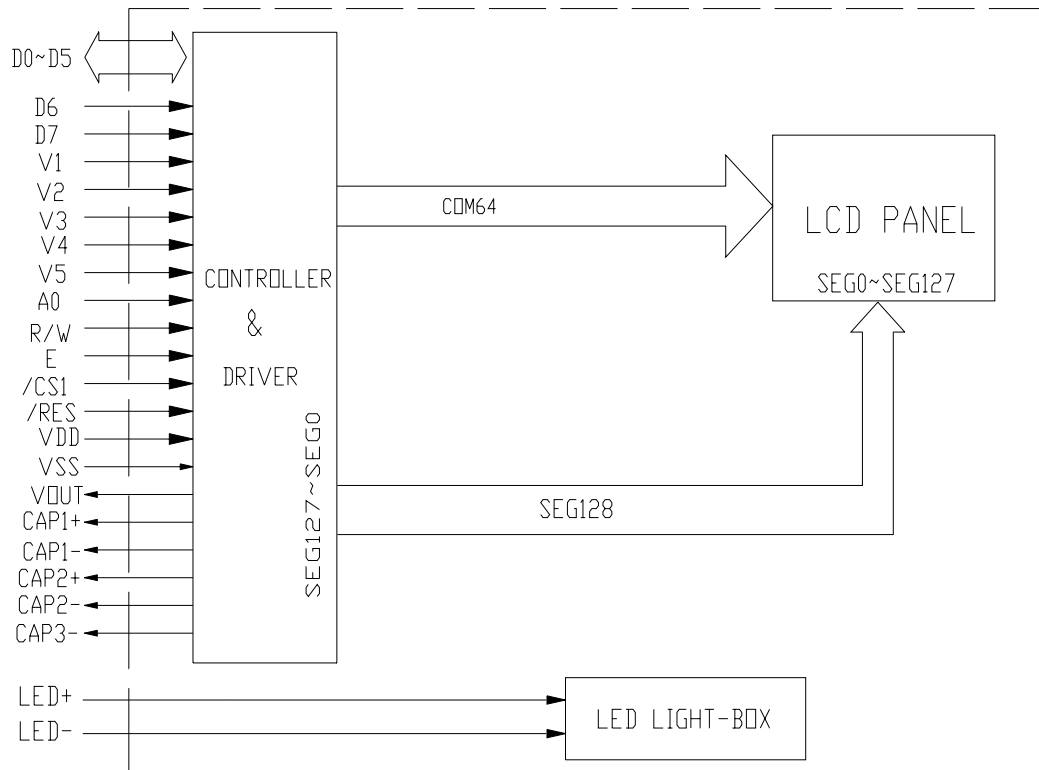 D0~D5
D6
D7
V1
V2
V3
V4
V5
A0
R/W
E
/CS1
/RES
VDD
VSS
VOUT
CAP1+
CAP1-
CAP2+
CAP2-
CAP3-
LED+
LED-
CONTROLLER
&
DRIVER
SEG127~SEG0
COM64
SEG128
LCD PANEL
SEG0~SEG127
LED LIGHT-BOX